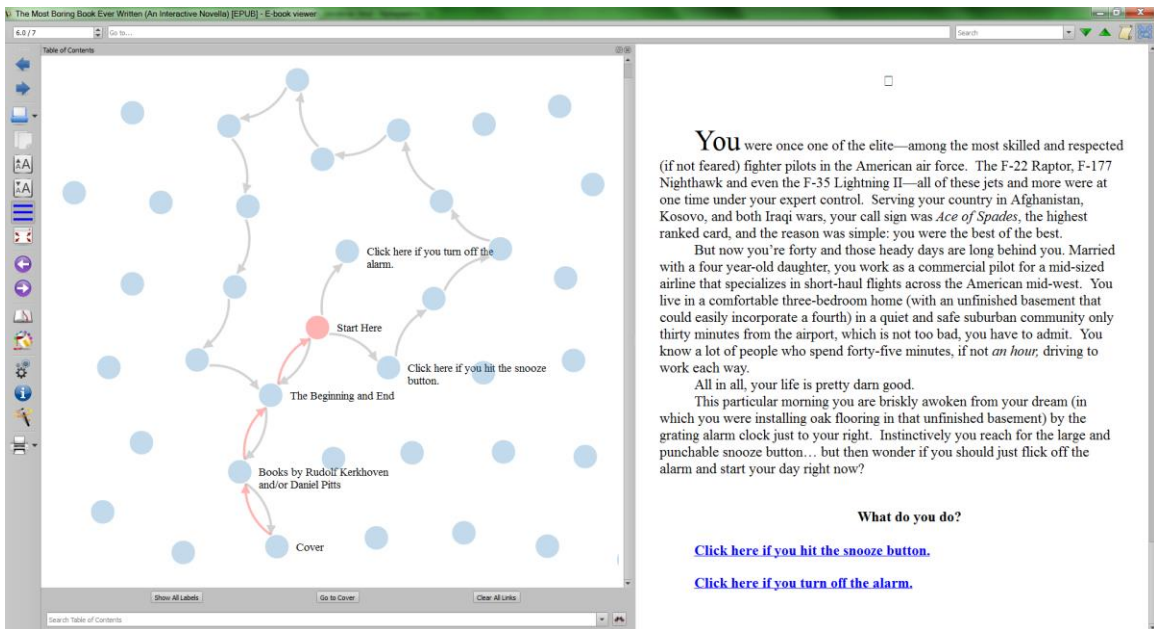 The Most Boring Book Ever Written (An Interactive Novella) [EPUB] - E-book viewer
6.0 / 7
Go to...
Search
Table of Contents
Click here if you turn off the
alarm.
Start Here
Click here if you hit the snooze
button.
The Beginning and End
Books by Rudolf Kerkhoven
and/or Daniel Pitts
Cover
Show All Labels
Go to Cover
Clear All Links
Search Table of Contents
You were once one of the elite—among the most skilled and respected
(if not feared) fighter pilots in the American air force. The F-22 Raptor, F-177
Nighthawk and even the F-35 Lightning II—all of these jets and more were at
one time under your expert control. Serving your country in Afghanistan,
Kosovo, and both Iraqi wars, your call sign was Ace of Spades, the highest
ranked card, and the reason was simple: you were the best of the best.
But now you're forty and those heady days are long behind you. Married
with a four year-old daughter, you work as a commercial pilot for a mid-sized
airline that specializes in short-haul flights across the American mid-west. You
live in a comfortable three-bedroom home (with an unfinished basement that
could easily incorporate a fourth) in a quiet and safe suburban community only
thirty minutes from the airport, which is not too bad, you have to admit. You
know a lot of people who spend forty-five minutes, if not an hour, driving to
work each way.
All in all, your life is pretty darn good.
This particular morning you are briskly awoken from your dream (in
which you were installing oak flooring in that unfinished basement) by the
grating alarm clock just to your right. Instinctively you reach for the large and
punchable snooze button… but then wonder if you should just flick off the
alarm and start your day right now?
What do you do?
Click here if you hit the snooze button.
Click here if you turn off the alarm.